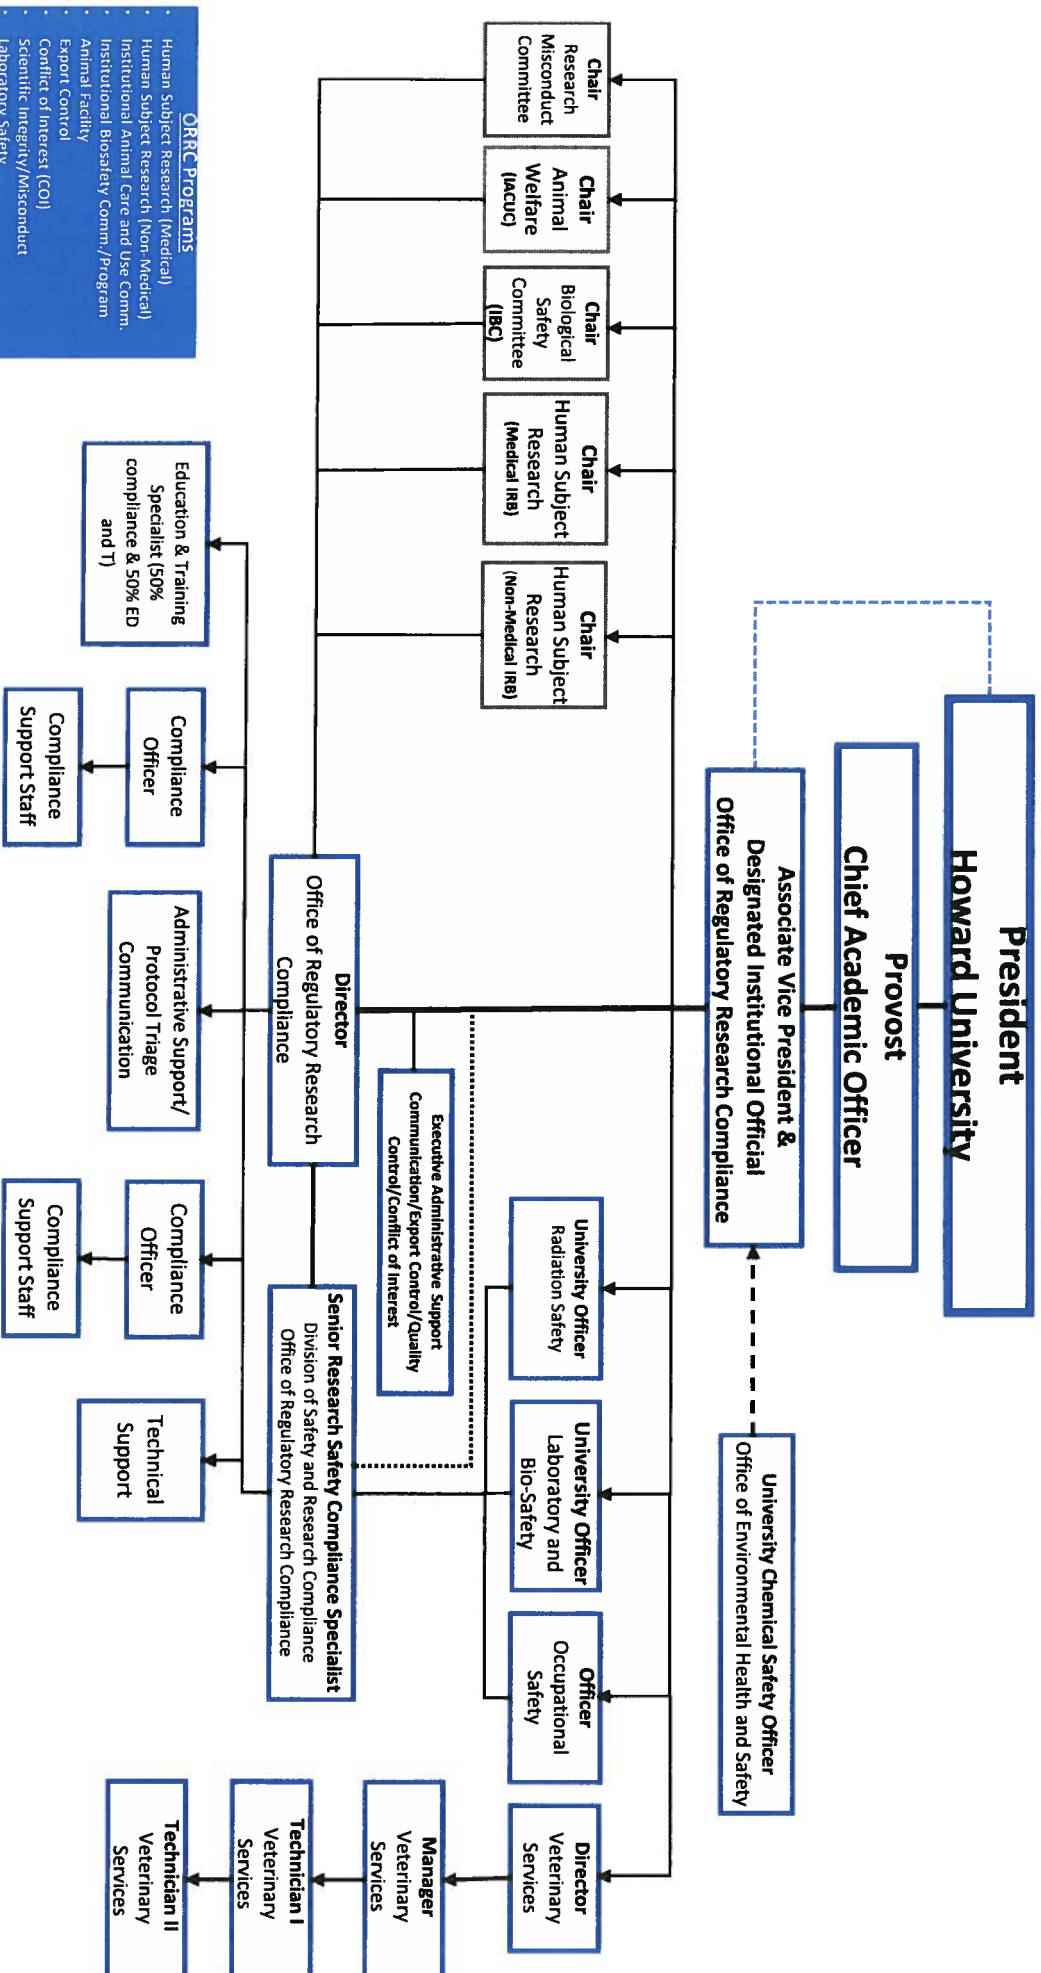 President
Howard University
Provost
Chief Academic Officer
Associate Vice President &
Designated Institutional Official
Office of Regulatory Research Compliance
University Chemical Safety Officer
Office of Environmental Health and Safety
Chair
Research
Misconduct
Committee
Chair
Animal
Welfare
(IACUC)
Chair
Biological
Safety
Committee
(IBC)
Chair
Human Subject
Research
(Medical IRB)
Chair
Human Subject
Research
(Non-Medical IRB)
University Officer
Radiation Safety
University Officer
Laboratory and
Bio-Safety
Officer
Occupational
Safety
Director
Veterinary
Services
Executive Administrative Support
Communication/Export Control/Quality
Control/Conflict of Interest
Manager
Veterinary
Services
Director
Office of Regulatory Research
Compliance
Senior Research Safety Compliance Specialist
Division of Safety and Research Compliance
Office of Regulatory Research Compliance
Technician I
Veterinary
Services
ORRC Programs
• Human Subject Research (Medical)
• Human Subject Research (Non-Medical)
• Institutional Animal Care and Use Comm.
• Institutional Biosafety Comm./Program
• Animal Facility
• Export Control
• Conflict of Interest (COI)
• Scientific Integrity/Misconduct
• Laboratory Safety
Education & Training
Specialist (50%
compliance & 50% ED
and T)
Compliance
Officer
Administrative Support/
Protocol Triage
Communication
Compliance
Officer
Technical
Support
Technician II
Veterinary
Services
Compliance
Support Staff
Compliance
Support Staff